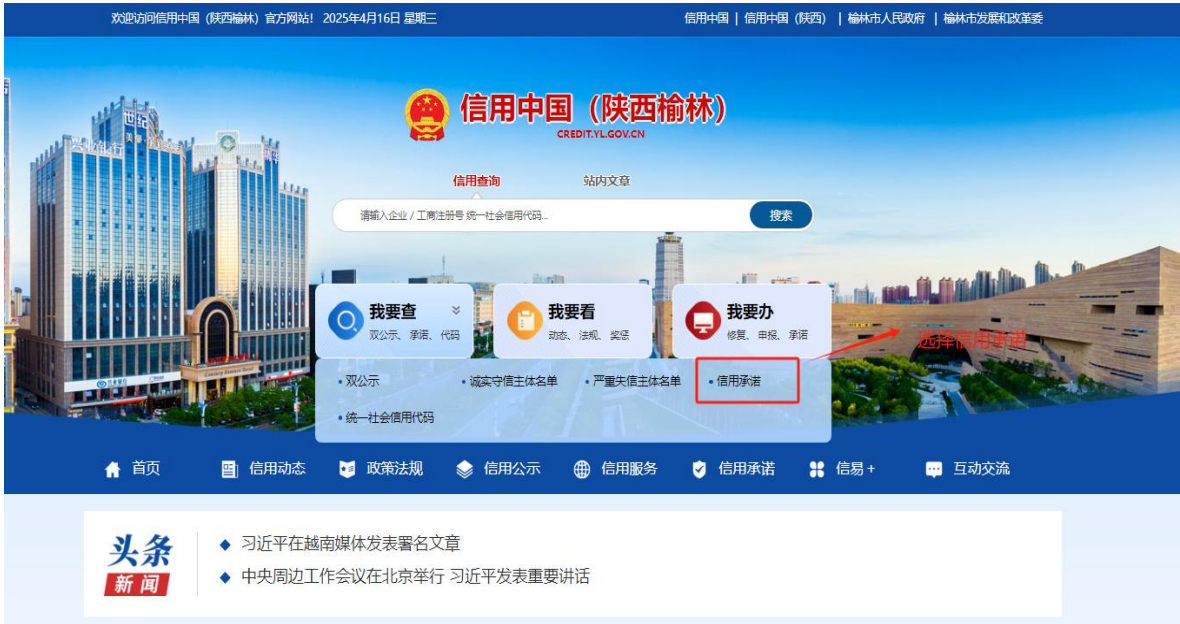 欢迎访问信用中国（陕西榆林）官方网站! 2025年4月16日 星期三
信用中国 | 信用中国（陕西） | 榆林市人民政府 | 榆林市发展和改革委
信用中国（陕西榆林）
CREDIT.YL.GOV.CN
世纪
信用查询 站内文章
请输入企业 / 工商注册号 统一社会信用代码...
搜索
我要查
双公示、承诺、代码
我要看
动态、法规、奖惩
我要办
修复、申报、承诺
选择信用承诺
•双公示 •诚实守信主体名单 •严重失信主体名单 •信用承诺
•统一社会信用代码
首页 信用动态 政策法规 信用公示 信用服务 信用承诺 信易+ 互动交流
头条
新闻
◆ 习近平在越南媒体发表署名文章
◆ 中央周边工作会议在北京举行 习近平发表重要讲话